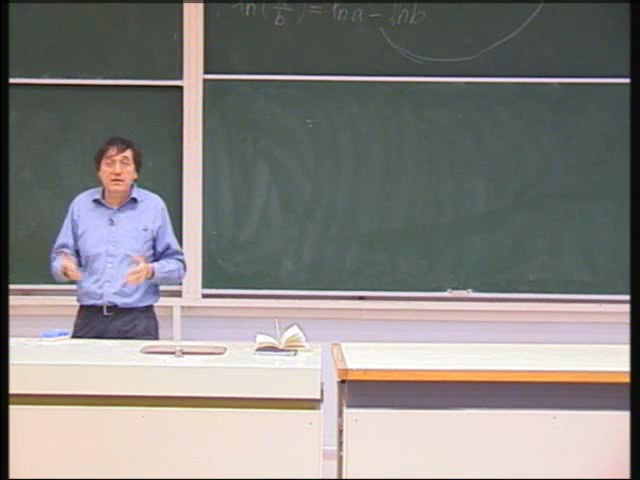 ln(a/b) = ln a - ln b